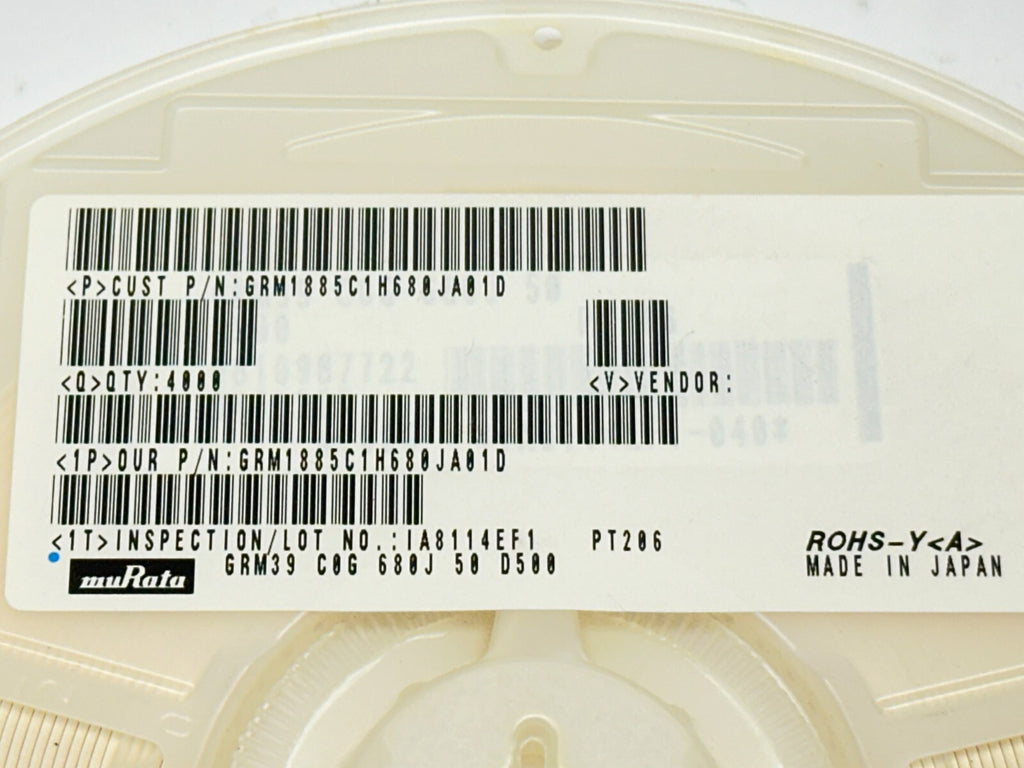 <P>CUST P/N:GRM1885C1H680JA01D
<Q>QTY:4000
<V>VENDOR:
<1P>OUR P/N:GRM1885C1H680JA01D
<1T>INSPECTION/LOT NO.:IA8114EF1 PT206
ROHS-Y<A>
muRata GRM39 C0G 680J 50 D500
MADE IN JAPAN